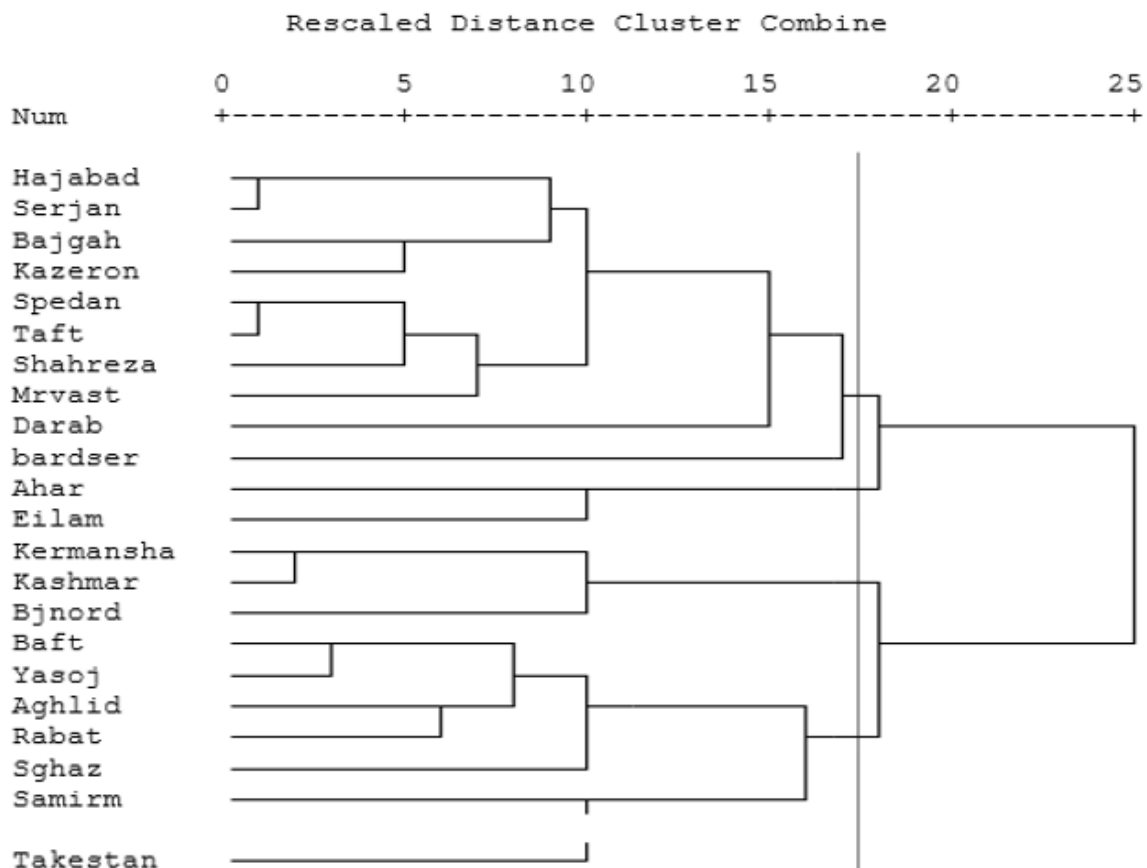 Rescaled Distance Cluster Combine
0 5 10 15 20 25
Num +--------+--------+--------+--------+--------+
Hajabad
Serjan
Bajgah
Kazeron
Spedan
Taft
Shahreza
Mrvast
Darab
bardser
Ahar
Eilam
Kermansha
Kashmar
Bjnord
Baft
Yasoj
Aghlid
Rabat
Sghaz
Samirm
Takestan